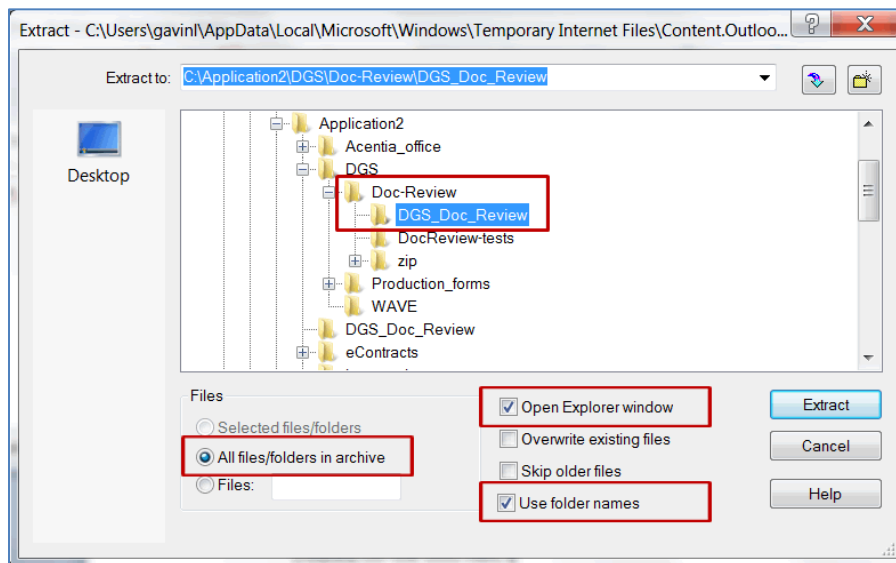 Extract - C:\Users\gavinl\AppData\Local\Microsoft\Windows\Temporary Internet Files\Content.Outloo...
Extract to: C:\Application2\DGS\Doc-Review\DGS_Doc_Review
Desktop
Application2
Acentia_office
DGS
Doc-Review
DGS_Doc_Review
DocReview-tests
zip
Production_forms
WAVE
DGS_Doc_Review
eContracts
Files
Selected files/folders
All files/folders in archive
Files:
Open Explorer window
Overwrite existing files
Skip older files
Use folder names
Extract
Cancel
Help